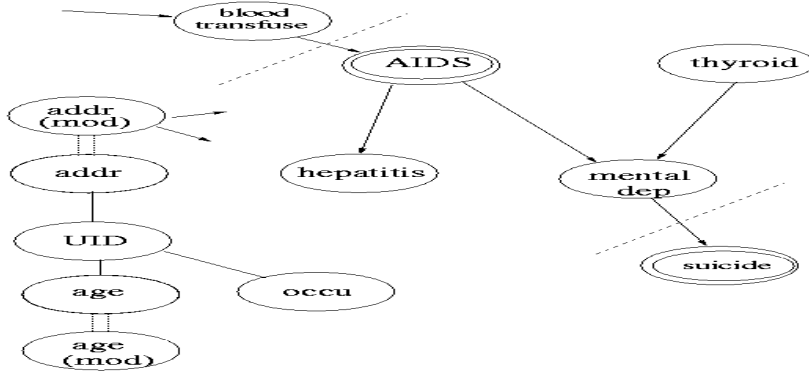 blood
transfuse
AIDS
thyroid
addr
(mod)
addr
hepatitis
mental
dep
UID
suicide
age
occu
age
(mod)